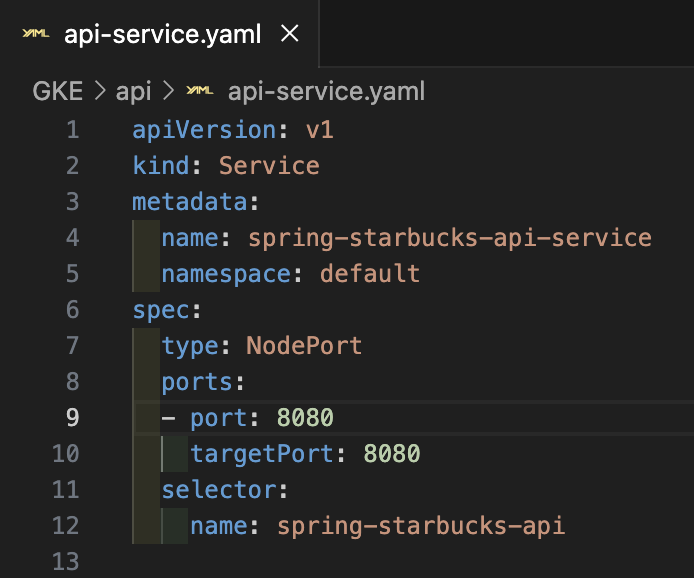 YAML api-service.yaml ×
GKE > api > YAML api-service.yaml
1 apiVersion: v1
2 kind: Service
3 metadata:
4   name: spring-starbucks-api-service
5   namespace: default
6 spec:
7   type: NodePort
8   ports:
9   - port: 8080
10     targetPort: 8080
11   selector:
12     name: spring-starbucks-api
13